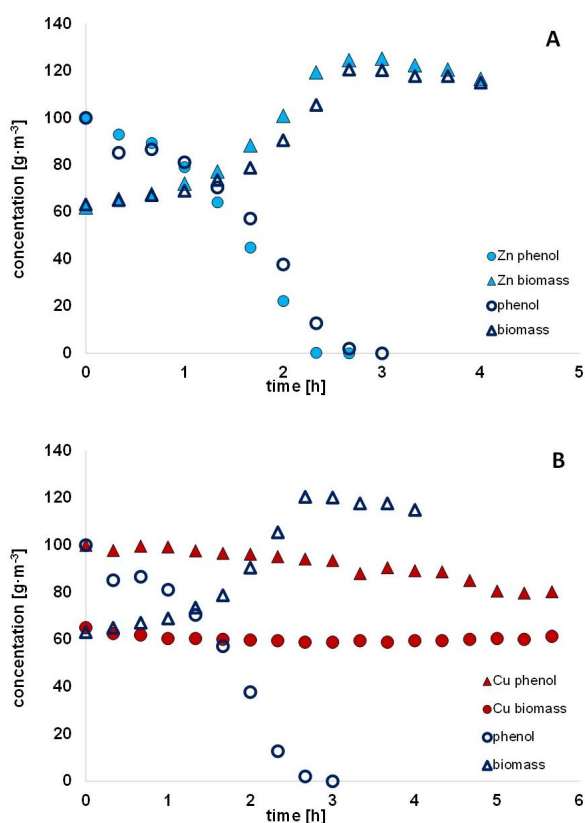 A
concentation [g·m⁻³]
140
120
100
80
60
40
20
0
Zn phenol
Zn biomass
phenol
biomass
0 1 2 3 4 5
time [h]
B
concentation [g·m⁻³]
140
120
100
80
60
40
20
0
Cu phenol
Cu biomass
phenol
biomass
0 1 2 3 4 5 6
time [h]